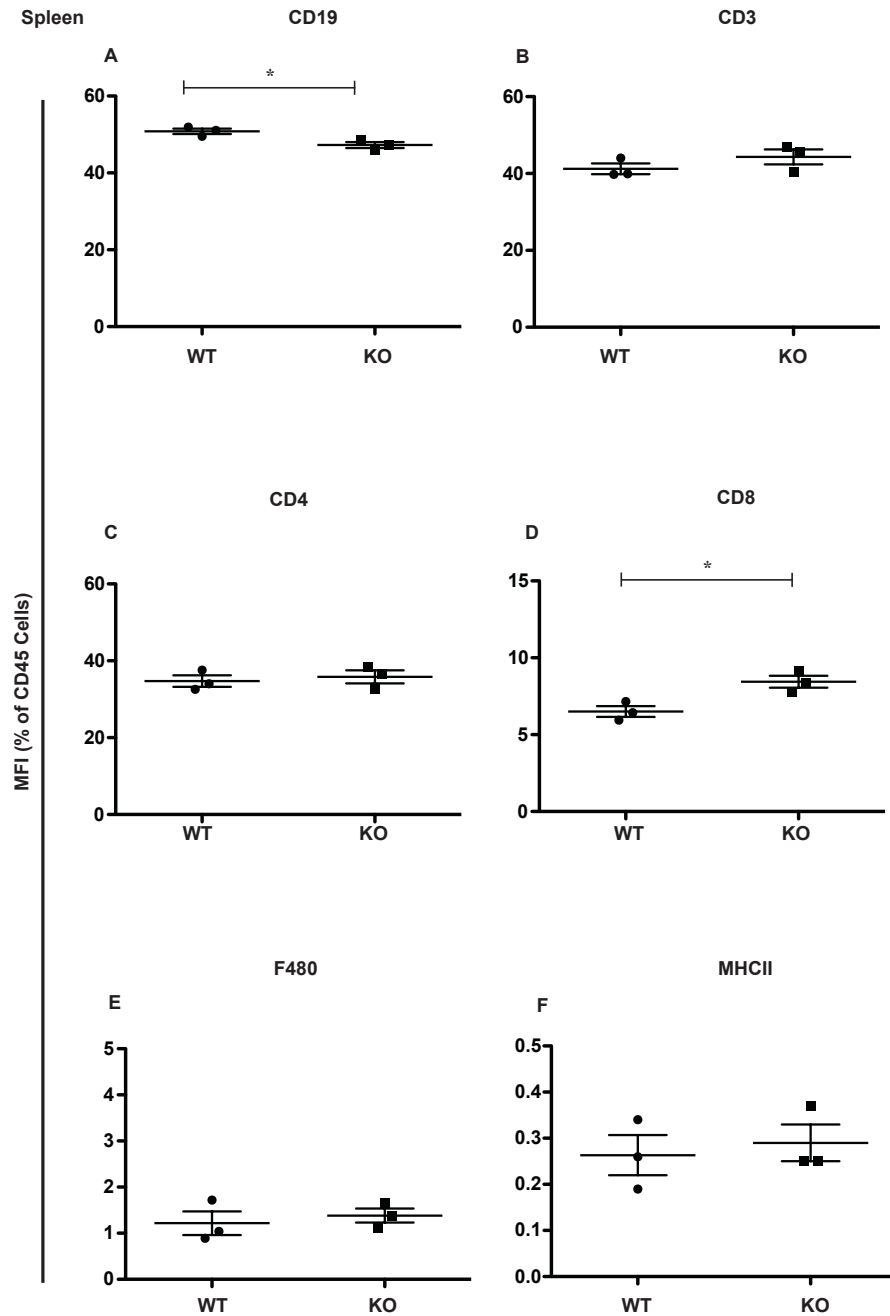 Spleen
CD19
CD3
A
*
60
40
20
0
WT
KO
B
60
40
20
0
WT
KO
MFI (% of CD45 Cells)
CD4
CD8
C
60
40
20
0
WT
KO
D
*
15
10
5
0
WT
KO
F480
MHCII
E
5
4
3
2
1
0
WT
KO
F
0.5
0.4
0.3
0.2
0.1
0.0
WT
KO